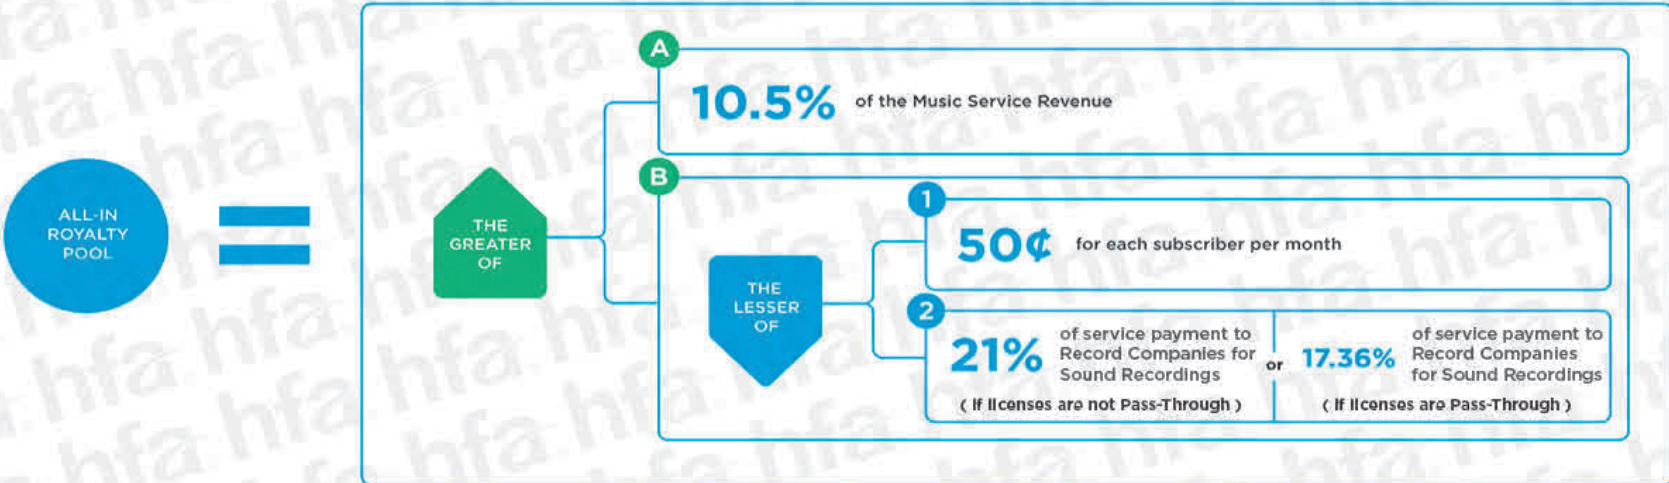 ALL-IN
ROYALTY
POOL
THE
GREATER
OF
A
10.5% of the Music Service Revenue
B
THE
LESSER
OF
1
50¢ for each subscriber per month
2
21% of service payment to
Record Companies for
Sound Recordings
( if licenses are not Pass-Through )
or
17.36% of service payment to
Record Companies
for Sound Recordings
( if licenses are Pass-Through )
hfa